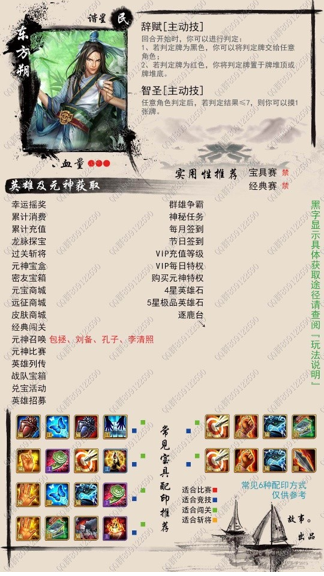 谐星
民
东方朔
辞赋[主动技]
回合开始时，你可以进行判定：
1、若判定牌为黑色，你可以将判定牌交给任意
角色；
2、若判定牌为红色，你将判定牌置于牌堆顶或
牌堆底。
智圣[主动技]
任意角色判定后，若判定结果≤7，则你可以摸1
张牌。
血量
实用性推荐
宝具赛 禁
经典赛 禁
英雄及元神获取
幸运摇奖
累计消费
累计充值
龙脉探宝
过关斩将
元神宝盒
密友宝箱
元宝商城
远征商城
皮肤商城
经典闯关
元神召唤 包拯、刘备、孔子、李清照
元神比赛
英雄列传
战队宝箱
兑宝活动
英雄招募
群雄争霸
神秘任务
每月签到
节日签到
VIP充值等级
VIP每日特权
购买元神特权
4星英雄石
5星极品英雄石
逐鹿台
黑字显示具体获取途径请查阅『玩法说明』
常见宝具配印推荐
适合比赛
适合竞技
适合闯关
适合斩将
常见6种配印方式
仅供参考
故事。
出品